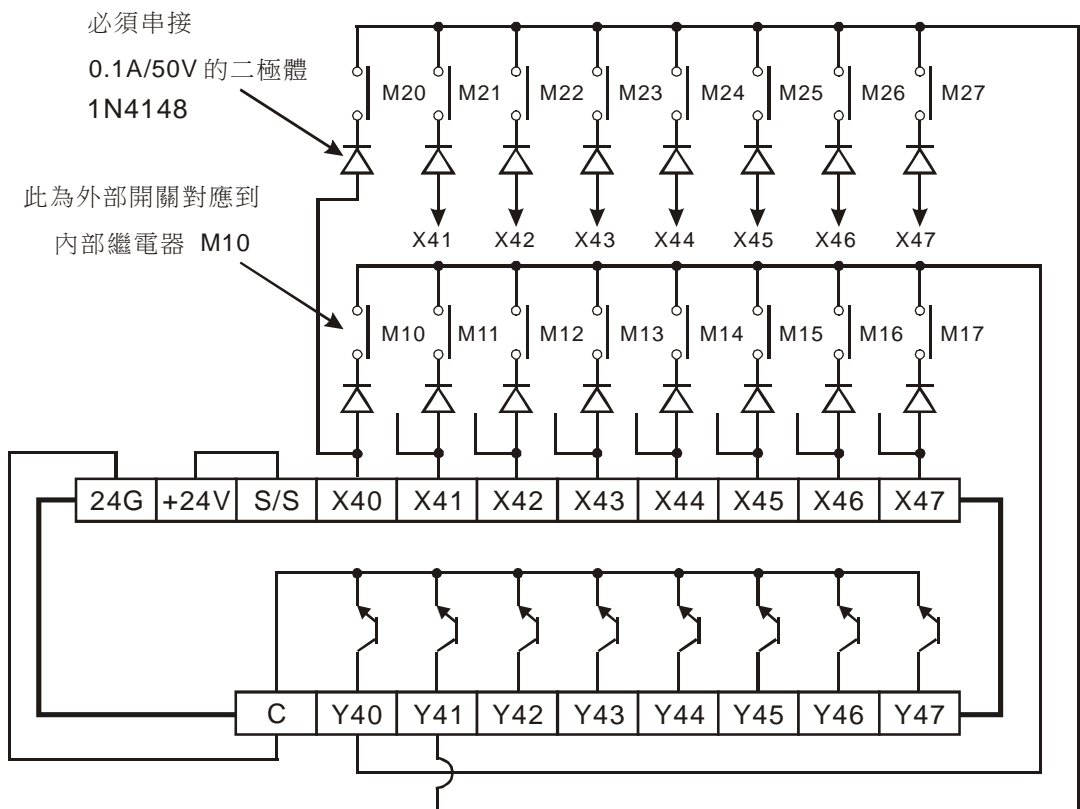 必須串接
0.1A/50V 的二極體
1N4148
M20 M21 M22 M23 M24 M25 M26 M27
此為外部開關對應到
內部繼電器 M10
X41 X42 X43 X44 X45 X46 X47
M10 M11 M12 M13 M14 M15 M16 M17
24G +24V S/S X40 X41 X42 X43 X44 X45 X46 X47
C Y40 Y41 Y42 Y43 Y44 Y45 Y46 Y47